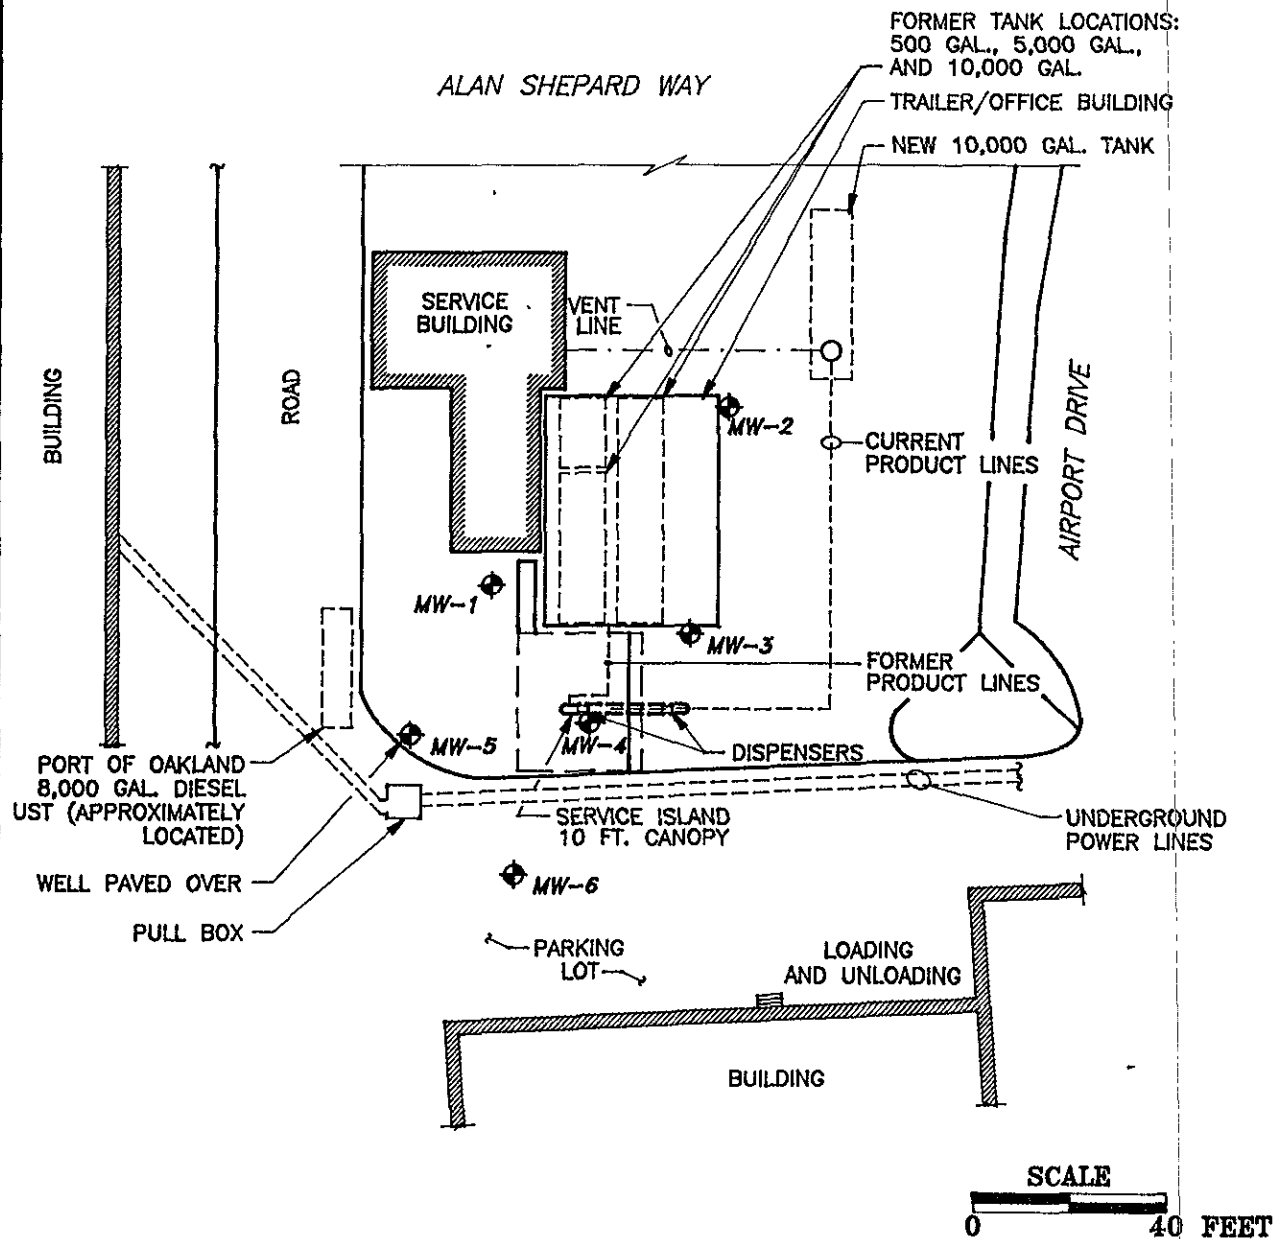 FORMER TANK LOCATIONS:
500 GAL., 5,000 GAL.,
AND 10,000 GAL.
ALAN SHEPARD WAY
TRAILER/OFFICE BUILDING
NEW 10,000 GAL. TANK
SERVICE
BUILDING
VENT
LINE
BUILDING
ROAD
MW-2
CURRENT
PRODUCT LINES
AIRPORT DRIVE
MW-1
MW-3
FORMER
PRODUCT LINES
MW-5
MW-4
DISPENSERS
PORT OF OAKLAND
8,000 GAL. DIESEL
UST (APPROXIMATELY
LOCATED)
SERVICE ISLAND
10 FT. CANOPY
UNDERGROUND
POWER LINES
WELL PAVED OVER
MW-6
PULL BOX
PARKING
LOT
LOADING
AND UNLOADING
BUILDING
SCALE
0 40 FEET